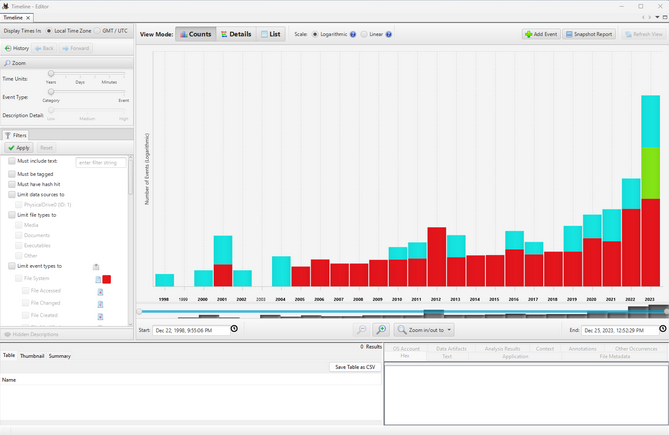 Timeline - Editor
Timeline
Display Times In: Local Time Zone GMT / UTC
History Back Forward
Zoom
Time Units:
Years Days Minutes
Event Type:
Category Event
Description Detail:
Low Medium High
Filters
Apply Reset
Must include text: enter filter string
Must be tagged
Must have hash hit
Limit data sources to
PhysicalDrive0 (ID: 1)
Limit file types to
Media
Documents
Executables
Other
Limit event types to
File System
File Accessed
File Changed
File Created
Hidden Descriptions
View Mode: Counts Details List Scale: Logarithmic Linear Add Event Snapshot Report Refresh View
Number of Events (Logarithmic)
1998 1999 2000 2001 2002 2003 2004 2005 2006 2007 2008 2009 2010 2011 2012 2013 2014 2015 2016 2017 2018 2019 2020 2021 2022 2023
Start: Dec 22, 1998, 9:55:06 PM Zoom in/out to End: Dec 25, 2023, 12:52:29 PM
0 Results
Table Thumbnail Summary
Save Table as CSV
Name
OS Account Data Artifacts Analysis Results Context Annotations Other Occurrences
Hex Text Application File Metadata